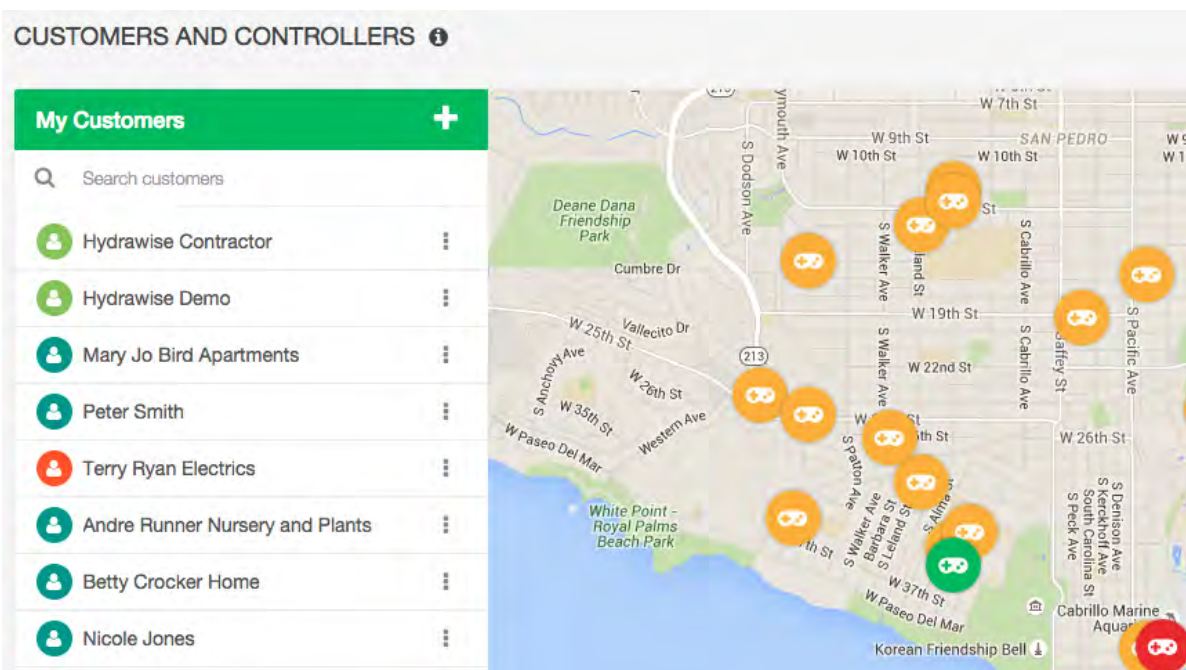 CUSTOMERS AND CONTROLLERS
My Customers
Search customers
Hydrawise Contractor
Hydrawise Demo
Mary Jo Bird Apartments
Peter Smith
Terry Ryan Electrics
Andre Runner Nursery and Plants
Betty Crocker Home
Nicole Jones
W 7th St
W 9th St
SAN PEDRO
W 10th St
W 10th St
S Dodson Ave
Deane Dana
Friendship
Park
St
Cumbre Dr
S Walker Ave
S Cabrillo Ave
W 19th St
Vallecito Dr
W 25th St
213
S Anchovy Ave
S Walker Ave
S Cabrillo Ave
S Pacific Ave
W 22nd St
W 26th St
W 35th St
Western Ave
W Paseo Del Mar
W 26th St
S Patton Ave
White Point -
Royal Palms
Beach Park
S Walker Ave
Barbara St
S Leland St
S Alma St
S Denison Ave
S Kerckhoff Ave
South Carolina St
S Peck Ave
W 37th St
W Paseo Del Mar
Cabrillo Marine
Korean Friendship Bell